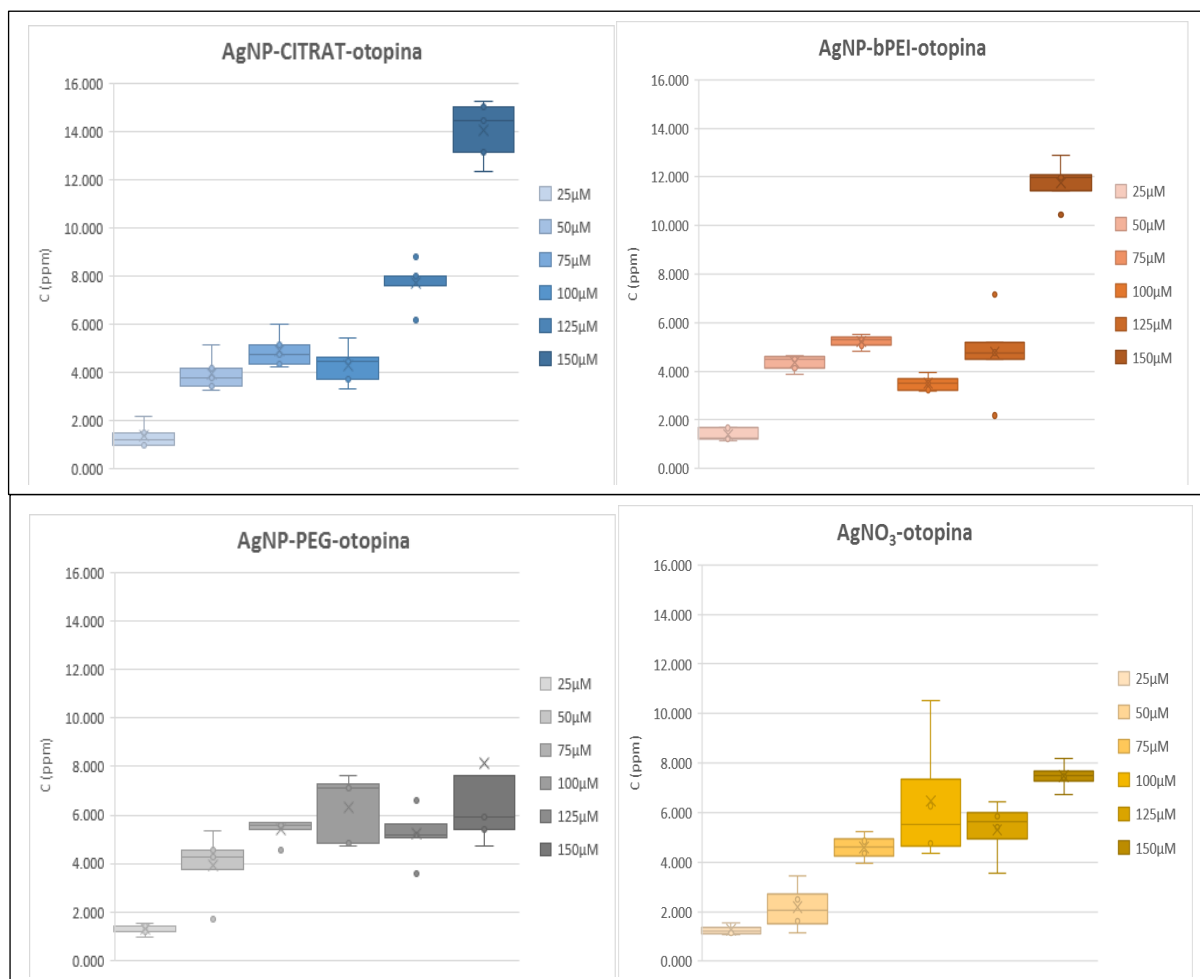 AgNP-CITRAT-otopina
16.000
14.000
12.000
10.000
8.000
6.000
4.000
2.000
0.000
C (ppm)
25µM
50µM
75µM
100µM
125µM
150µM
AgNP-bPEI-otopina
16.000
14.000
12.000
10.000
8.000
6.000
4.000
2.000
0.000
C (ppm)
25µM
50µM
75µM
100µM
125µM
150µM
AgNP-PEG-otopina
16.000
14.000
12.000
10.000
8.000
6.000
4.000
2.000
0.000
C (ppm)
25µM
50µM
75µM
100µM
125µM
150µM
AgNO₃-otopina
16.000
14.000
12.000
10.000
8.000
6.000
4.000
2.000
0.000
C (ppm)
25µM
50µM
75µM
100µM
125µM
150µM